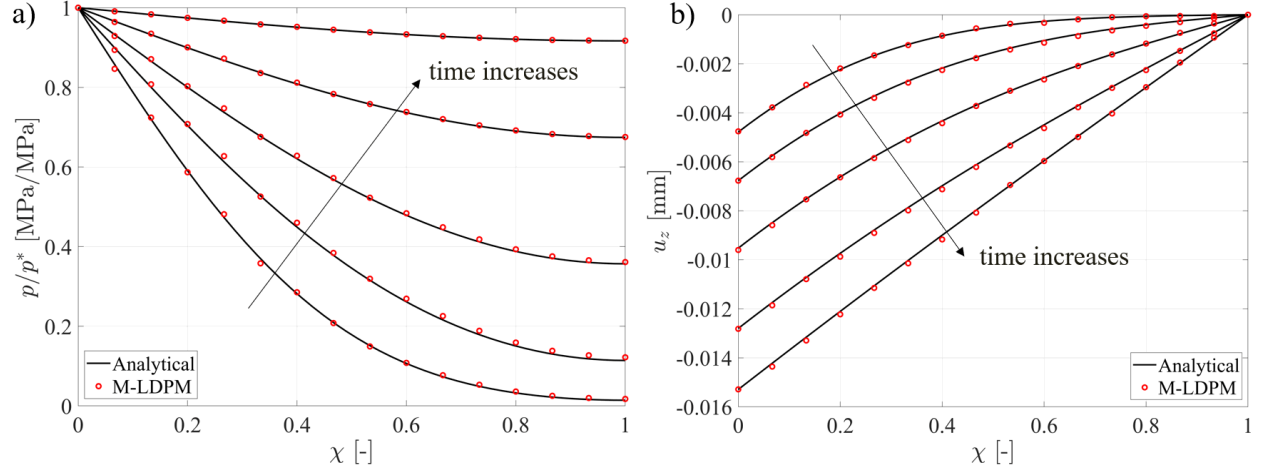 a)
1
0.8
0.6
0.4
0.2
0
p/p* [MPa/MPa]
time increases
Analytical
M-LDPM
0 0.2 0.4 0.6 0.8 1
χ [-]
b)
0
-0.002
-0.004
-0.006
-0.008
-0.01
-0.012
-0.014
-0.016
u_z [mm]
time increases
Analytical
M-LDPM
0 0.2 0.4 0.6 0.8 1
χ [-]